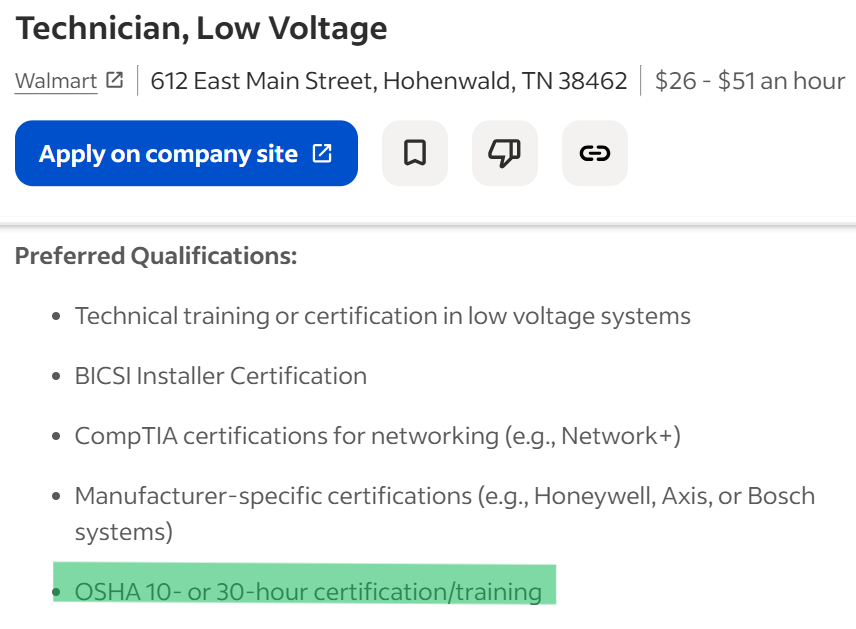 Technician, Low Voltage
Walmart 612 East Main Street, Hohenwald, TN 38462 $26 - $51 an hour
Apply on company site
Preferred Qualifications:
• Technical training or certification in low voltage systems
• BICSI Installer Certification
• CompTIA certifications for networking (e.g., Network+)
• Manufacturer-specific certifications (e.g., Honeywell, Axis, or Bosch
systems)
• OSHA 10- or 30-hour certification/training